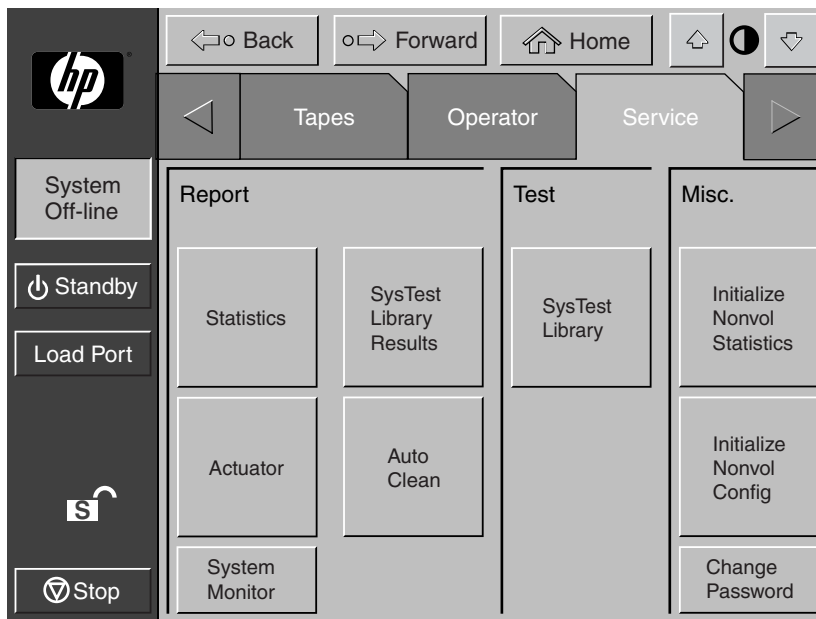 hp
Back
Forward
Home
Tapes
Operator
Service
System
Off-line
Standby
Load Port
S
Stop
Report
Statistics
SysTest
Library
Results
Actuator
Auto
Clean
System
Monitor
Test
SysTest
Library
Misc.
Initialize
Nonvol
Statistics
Initialize
Nonvol
Config
Change
Password